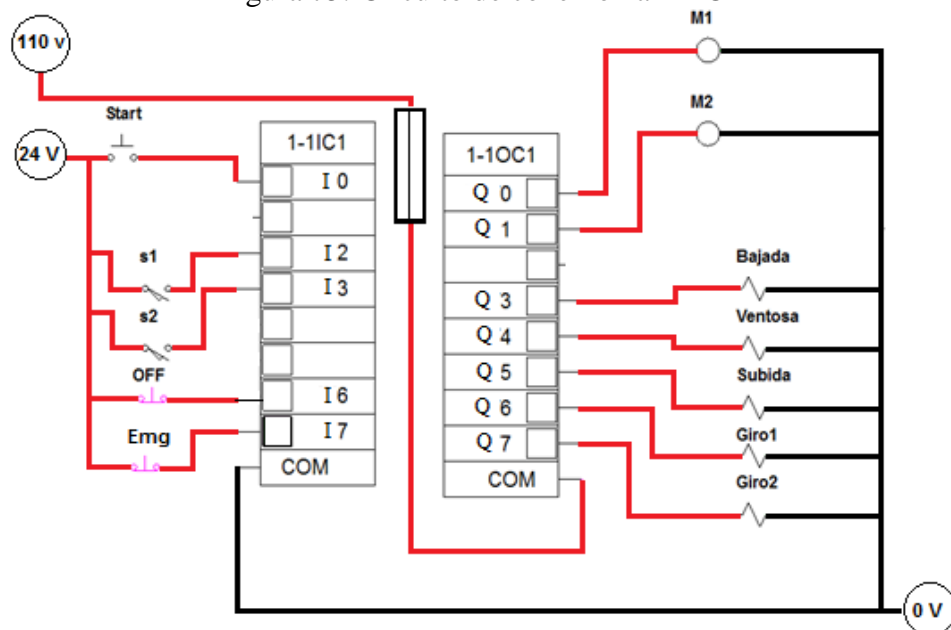 110 v
24 V
Start
s1
s2
OFF
Emg
1-1IC1
I 0
I 2
I 3
I 6
I 7
COM
1-1OC1
Q 0
Q 1
Q 3
Q 4
Q 5
Q 6
Q 7
COM
M1
M2
Bajada
Ventosa
Subida
Giro1
Giro2
0 V